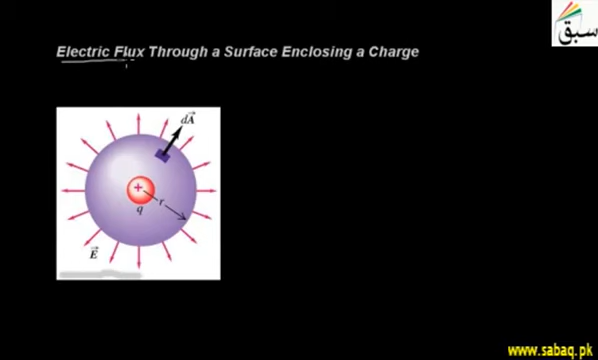 سبق
Electric Flux Through a Surface Enclosing a Charge
dA
+
r
q
E
www.sabaq.pk